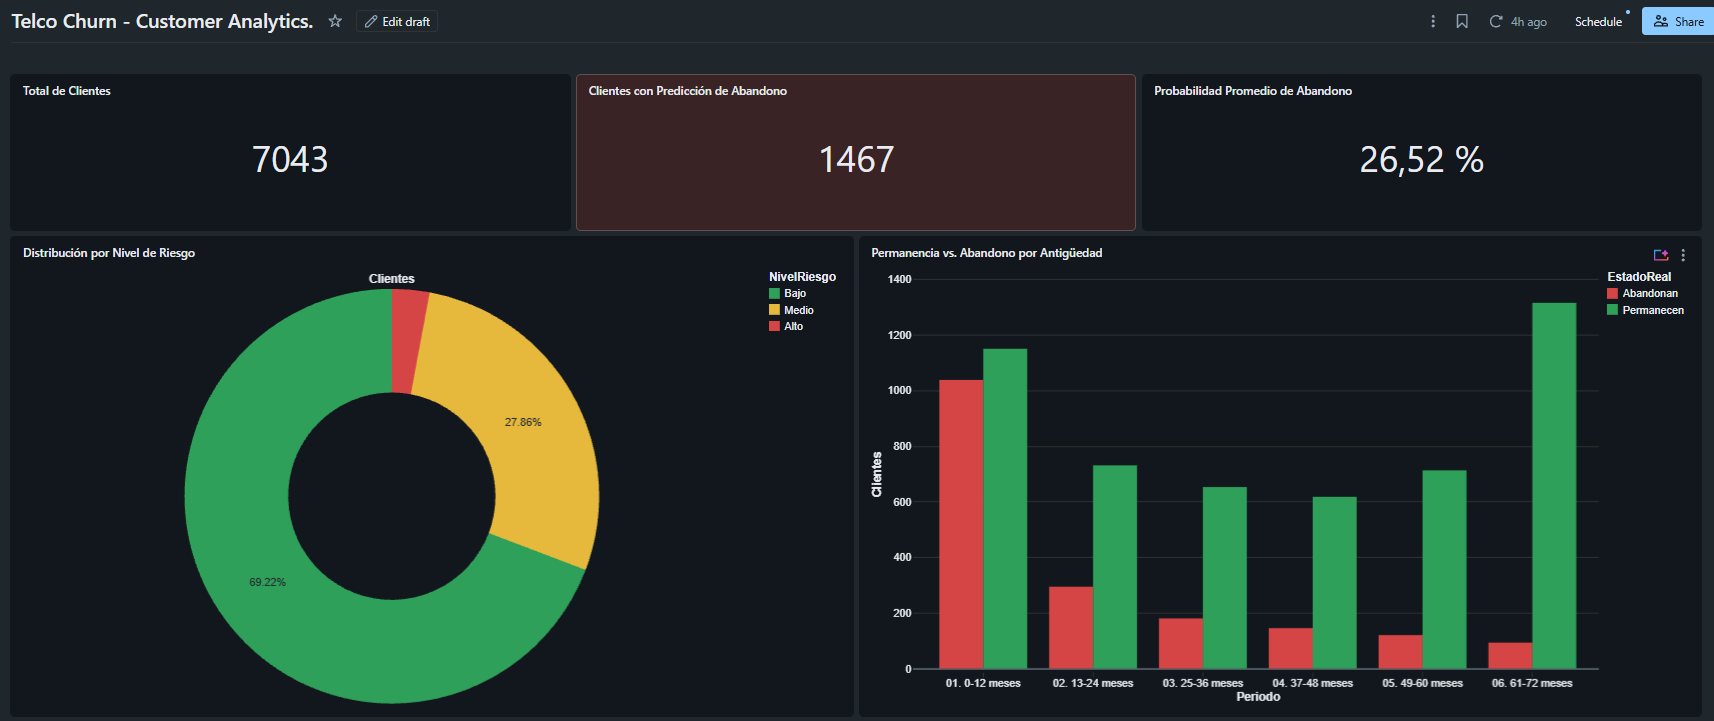 Telco Churn - Customer Analytics.
Edit draft
4h ago
Schedule
Share
Total de Clientes
7043
Clientes con Predicción de Abandono
1467
Probabilidad Promedio de Abandono
26,52 %
Distribución por Nivel de Riesgo
Clientes
NivelRiesgo
Bajo
Medio
Alto
27.86%
69.22%
Permanencia vs. Abandono por Antigüedad
EstadoReal
Abandonan
Permanecen
Clientes
1400
1200
1000
800
600
400
200
0
01. 0-12 meses
02. 13-24 meses
03. 25-36 meses
04. 37-48 meses
05. 49-60 meses
06. 61-72 meses
Periodo